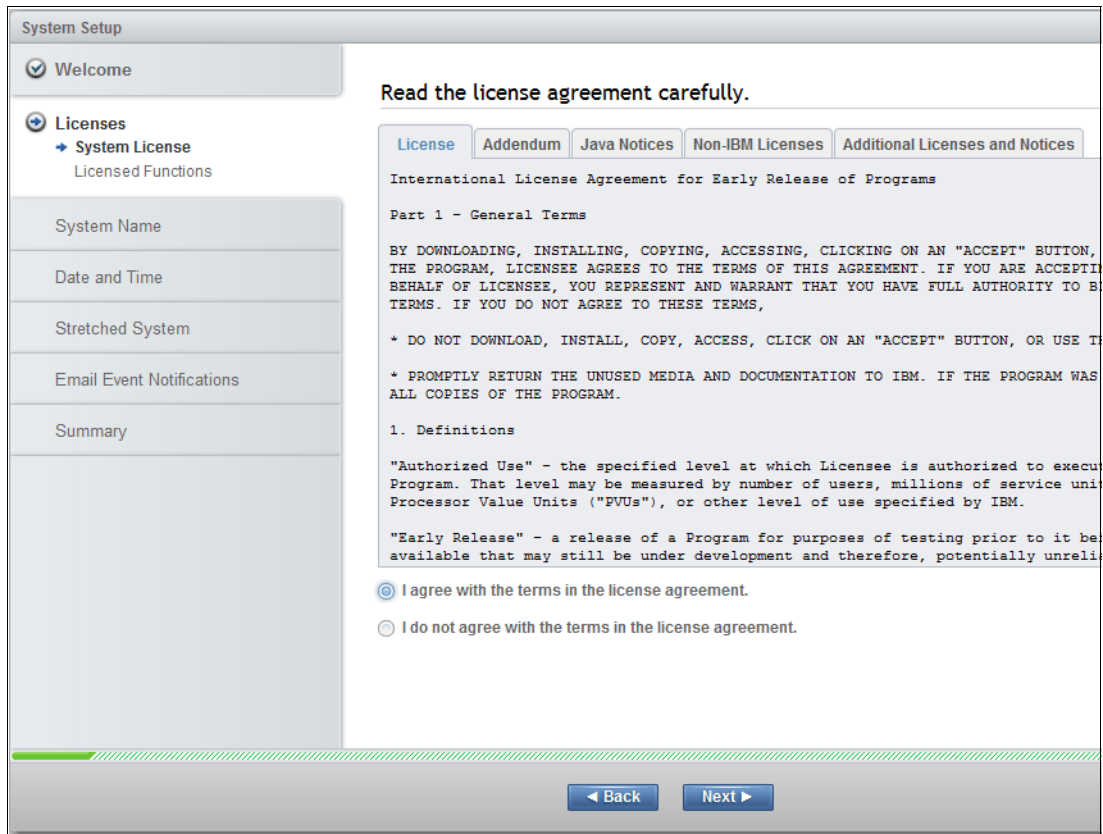 System Setup
Welcome
Licenses
System License
Licensed Functions
System Name
Date and Time
Stretched System
Email Event Notifications
Summary
Read the license agreement carefully.
License Addendum Java Notices Non-IBM Licenses Additional Licenses and Notices
International License Agreement for Early Release of Programs
Part 1 - General Terms
BY DOWNLOADING, INSTALLING, COPYING, ACCESSING, CLICKING ON AN "ACCEPT" BUTTON,
THE PROGRAM, LICENSEE AGREES TO THE TERMS OF THIS AGREEMENT. IF YOU ARE
BEHALF OF LICENSEE, YOU REPRESENT AND WARRANT THAT YOU HAVE FULL AUTHORITY TO
TERMS. IF YOU DO NOT AGREE TO THESE TERMS,
* DO NOT DOWNLOAD, INSTALL, COPY, ACCESS, CLICK ON AN "ACCEPT" BUTTON, OR USE
* PROMPTLY RETURN THE UNUSED MEDIA AND DOCUMENTATION TO IBM. IF THE PROGRAM WAS
ALL COPIES OF THE PROGRAM.
1. Definitions
"Authorized Use" - the specified level at which Licensee is authorized to
Program. That level may be measured by number of users, millions of service
Processor Value Units ("PVUs"), or other level of use specified by IBM.
"Early Release" - a release of a Program for purposes of testing prior to it
available that may still be under development and therefore, potentially
I agree with the terms in the license agreement.
I do not agree with the terms in the license agreement.
Back Next